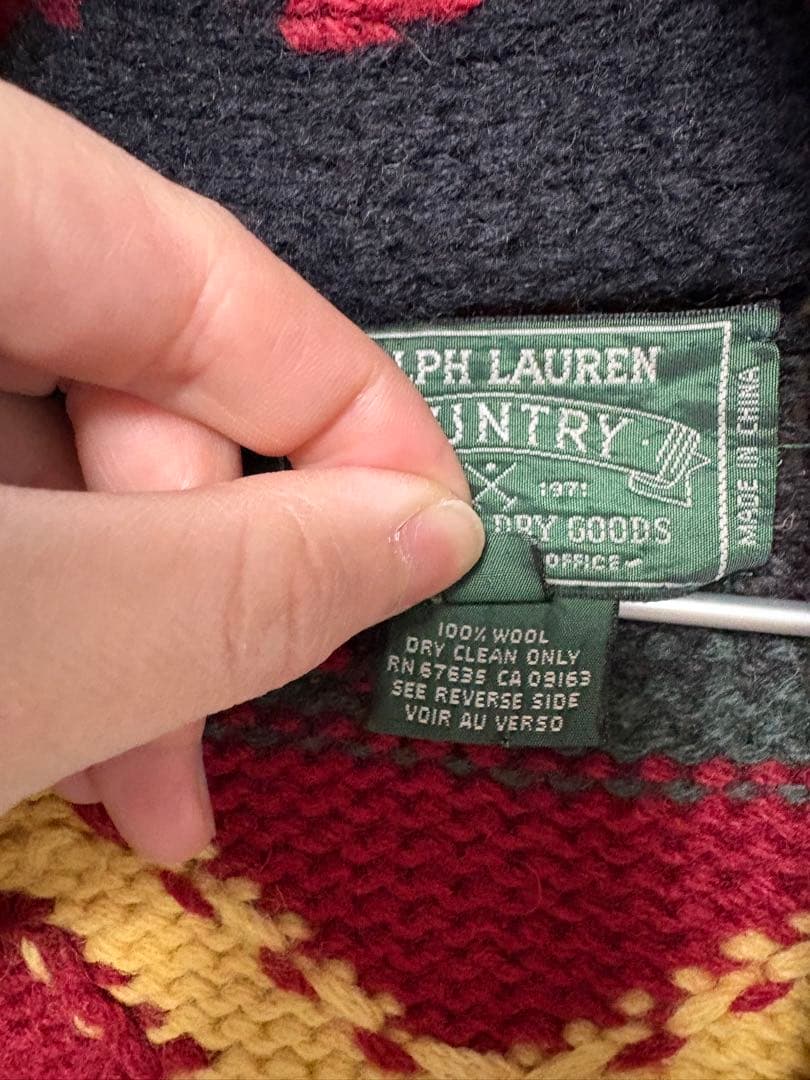 LPH LAUREN
UNTRY
1971
DRY GOODS
OFFICE
MADE IN CHINA
100% WOOL
DRY CLEAN ONLY
RN 67635 CA 09163
SEE REVERSE SIDE
VOIR AU VERSO